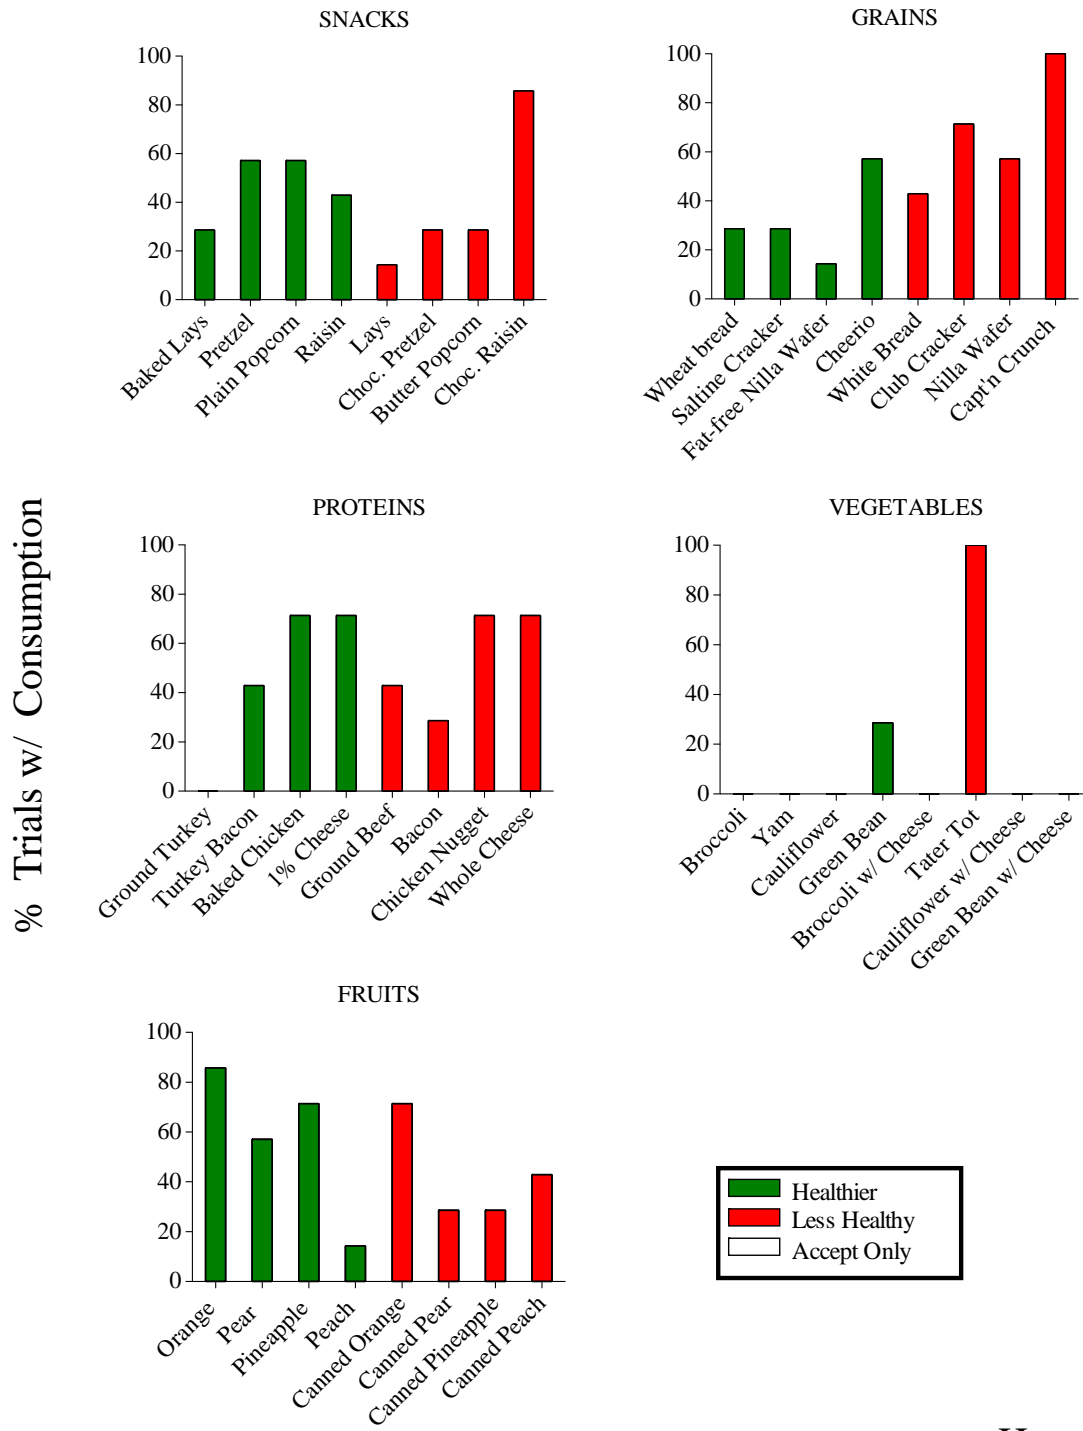 SNACKS
100
80
60
40
20
0
Baked Lays
Pretzel
Plain Popcorn
Raisin
Lays
Choc. Pretzel
Butter Popcorn
Choc. Raisin
GRAINS
100
80
60
40
20
0
Wheat bread
Saltine Cracker
Fat-free Nilla Wafer
Cheerio
White Bread
Club Cracker
Nilla Wafer
Capt'n Crunch
% Trials w/ Consumption
PROTEINS
100
80
60
40
20
0
Ground Turkey
Turkey Bacon
Baked Chicken
1% Cheese
Ground Beef
Bacon
Chicken Nugget
Whole Cheese
VEGETABLES
100
80
60
40
20
0
Broccoli
Yam
Cauliflower
Green Bean
Broccoli w/ Cheese
Tater Tot
Cauliflower w/ Cheese
Green Bean w/ Cheese
FRUITS
100
80
60
40
20
0
Orange
Pear
Pineapple
Peach
Canned Orange
Canned Pear
Canned Pineapple
Canned Peach
Healthier
Less Healthy
Accept Only